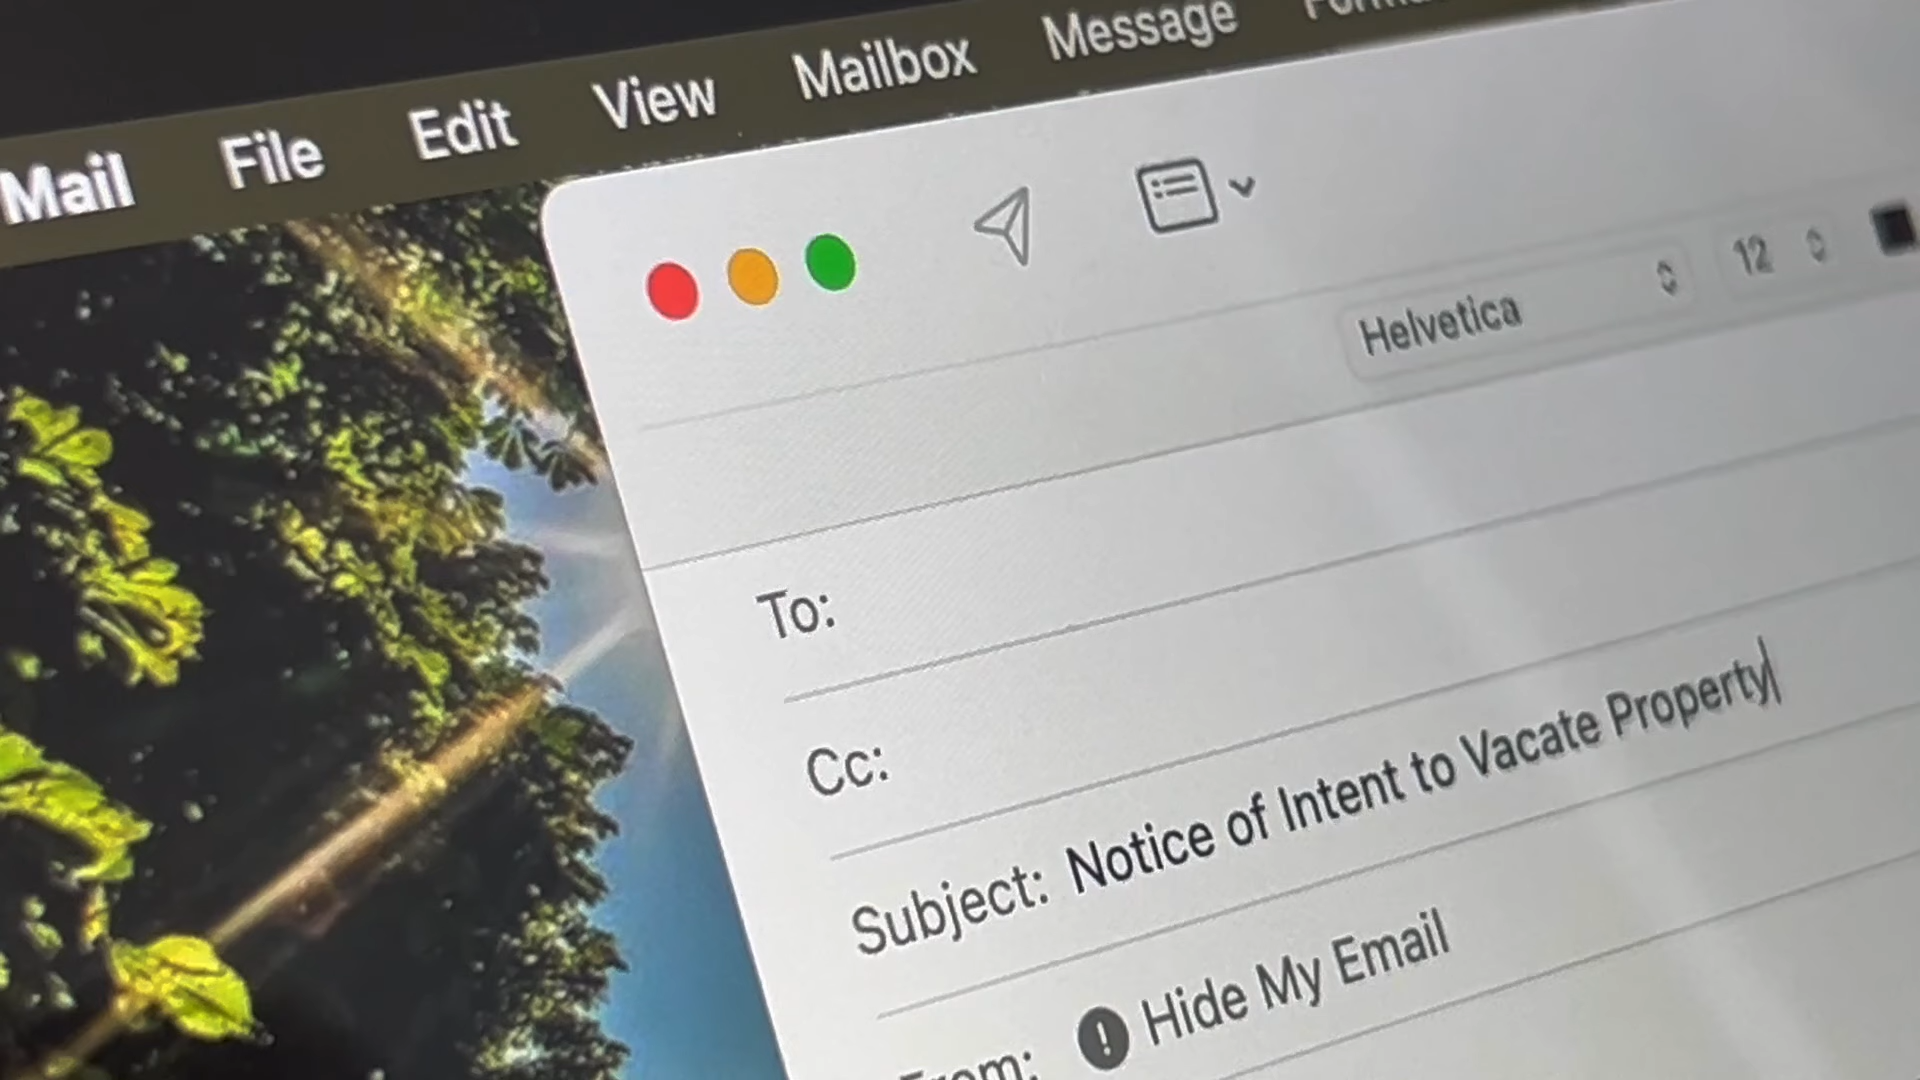 Mail File Edit View Mailbox Message
Helvetica 12
To:
Cc:
Subject: Notice of Intent to Vacate Property
From: Hide My Email